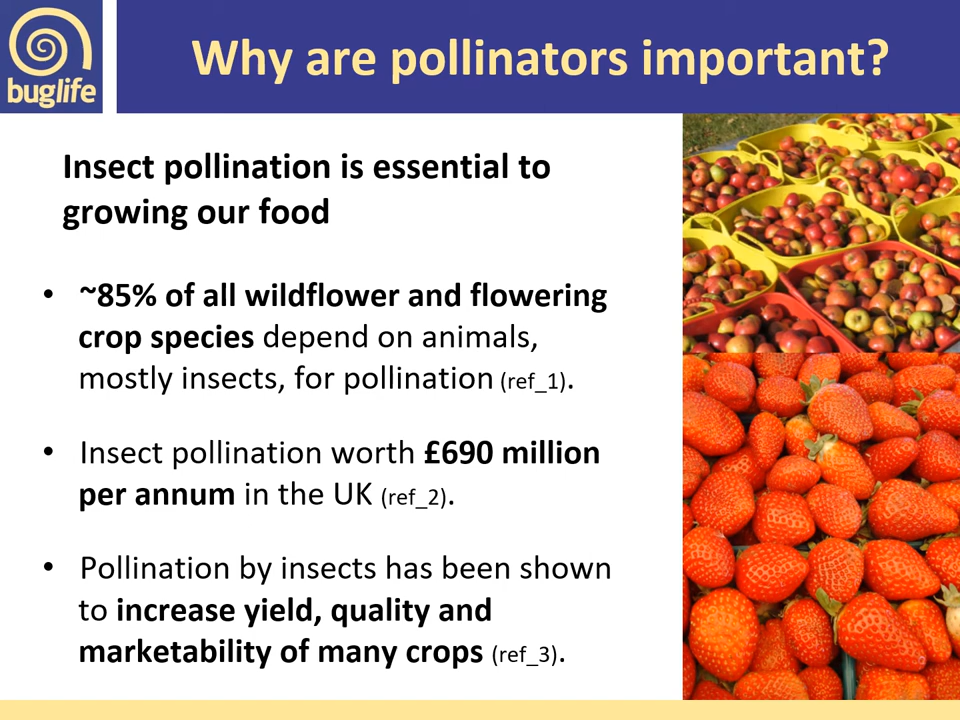 buglife
Why are pollinators important?
Insect pollination is essential to
growing our food
• ~85% of all wildflower and flowering
crop species depend on animals,
mostly insects, for pollination (ref_1).
• Insect pollination worth £690 million
per annum in the UK (ref_2).
• Pollination by insects has been shown
to increase yield, quality and
marketability of many crops (ref_3).